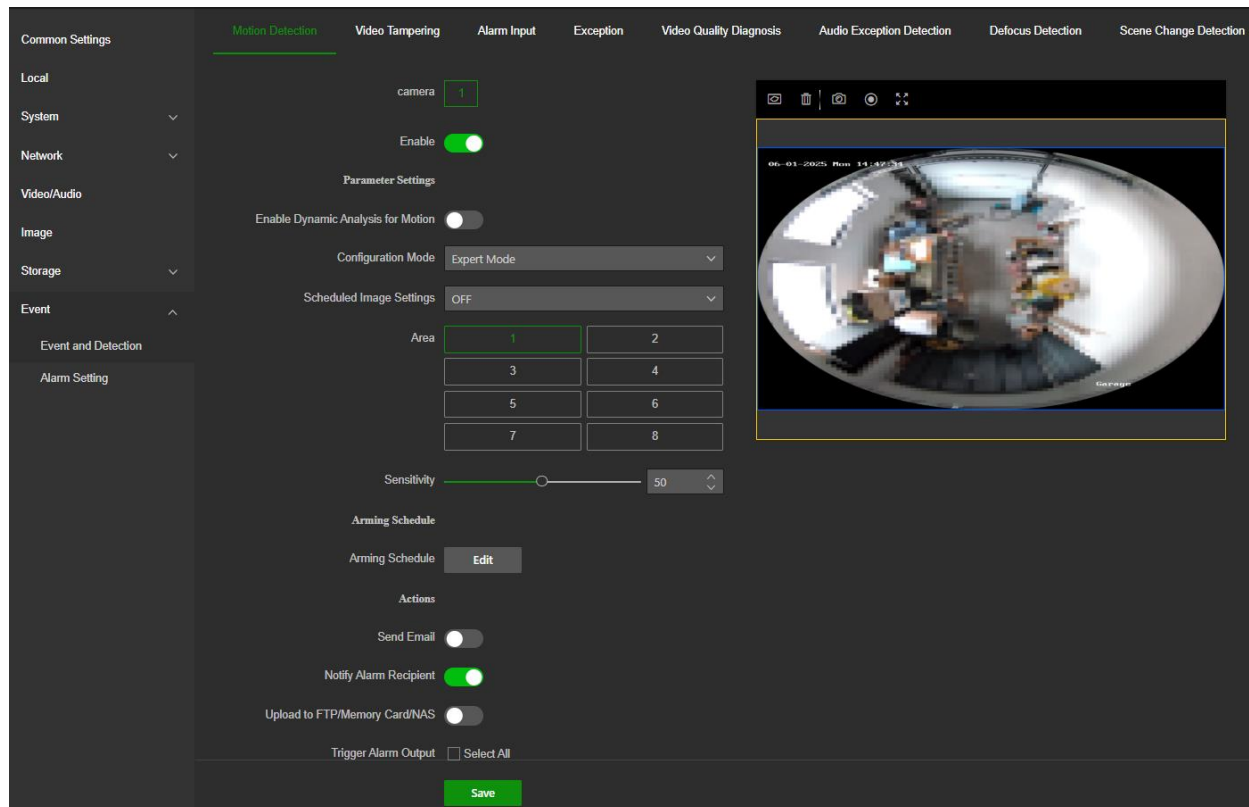 Common Settings
Local
System
Network
Video/Audio
Image
Storage
Event
Event and Detection
Alarm Setting
Motion Detection Video Tampering Alarm Input Exception Video Quality Diagnosis Audio Exception Detection Defocus Detection Scene Change Detection
camera 1
Enable
Parameter Settings
Enable Dynamic Analysis for Motion
Configuration Mode Expert Mode
Scheduled Image Settings OFF
Area 1 2
3 4
5 6
7 8
Sensitivity 50
Arming Schedule
Arming Schedule Edit
Actions
Send Email
Notify Alarm Recipient
Upload to FTP/Memory Card/NAS
Trigger Alarm Output Select All
Save
06-01-2025 Mon 14:47:34
Garage